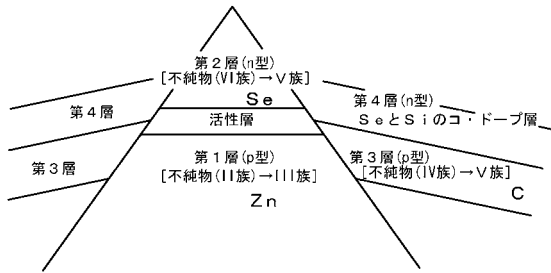 第2層(n型)
[不純物(VI族)→V族]
Se
活性層
第1層(p型)
[不純物(II族)→III族]
Zn
第4層
第3層
第4層(n型)
SeとSiのコ・ドープ層
第3層(p型)
[不純物(IV族)→V族]
C